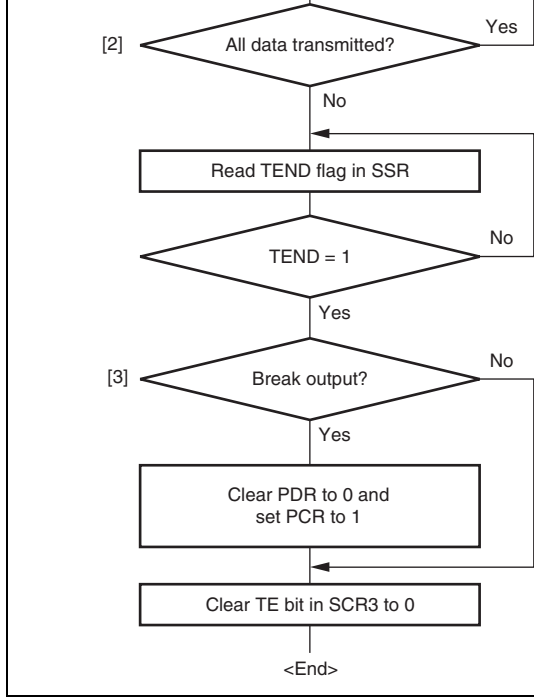 [2]
All data transmitted?
Yes
No
Read TEND flag in SSR
No
TEND = 1
Yes
[3]
Break output?
No
Yes
Clear PDR to 0 and
set PCR to 1
Clear TE bit in SCR3 to 0
<End>